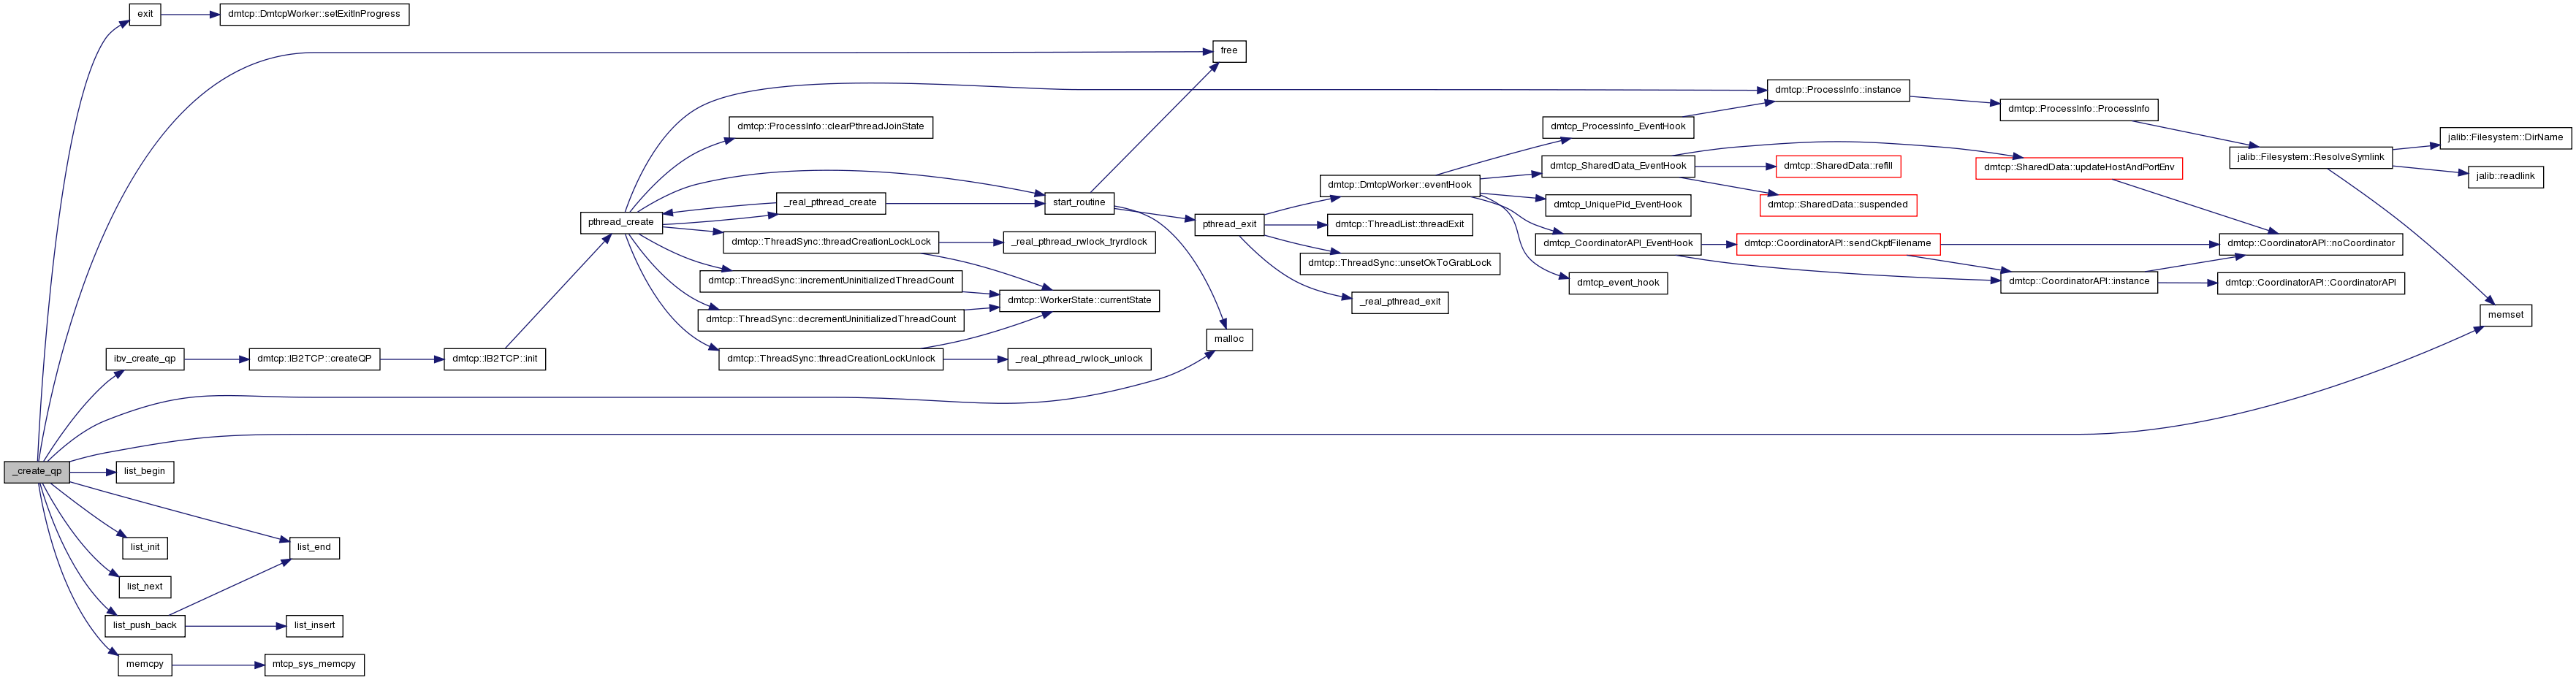 exit
dmtcp::DmtcpWorker::setExitInProgress
free
dmtcp::ProcessInfo::instance
dmtcp::ProcessInfo::ProcessInfo
dmtcp::ProcessInfo::clearPthreadJoinState
dmtcp_ProcessInfo_EventHook
jalib::Filesystem::DirName
jalib::Filesystem::ResolveSymlink
dmtcp_SharedData_EventHook
dmtcp::SharedData::refill
dmtcp::SharedData::updateHostAndPortEnv
jalib::readlink
dmtcp::DmtcpWorker::eventHook
_real_pthread_create
start_routine
dmtcp_UniquePid_EventHook
dmtcp::SharedData::suspended
pthread_create
pthread_exit
dmtcp::ThreadList::threadExit
dmtcp::ThreadSync::threadCreationLockLock
_real_pthread_rwlock_tryrdlock
dmtcp_CoordinatorAPI_EventHook
dmtcp::CoordinatorAPI::sendCkptFilename
dmtcp::CoordinatorAPI::noCoordinator
dmtcp::ThreadSync::unsetOkToGrabLock
dmtcp::ThreadSync::incrementUninitializedThreadCount
dmtcp_event_hook
dmtcp::CoordinatorAPI::instance
dmtcp::CoordinatorAPI::CoordinatorAPI
dmtcp::WorkerState::currentState
_real_pthread_exit
dmtcp::ThreadSync::decrementUninitializedThreadCount
memset
malloc
ibv_create_qp
dmtcp::IB2TCP::createQP
dmtcp::IB2TCP::init
dmtcp::ThreadSync::threadCreationLockUnlock
_real_pthread_rwlock_unlock
_create_qp
list_begin
list_init
list_end
list_next
list_push_back
list_insert
memcpy
mtcp_sys_memcpy